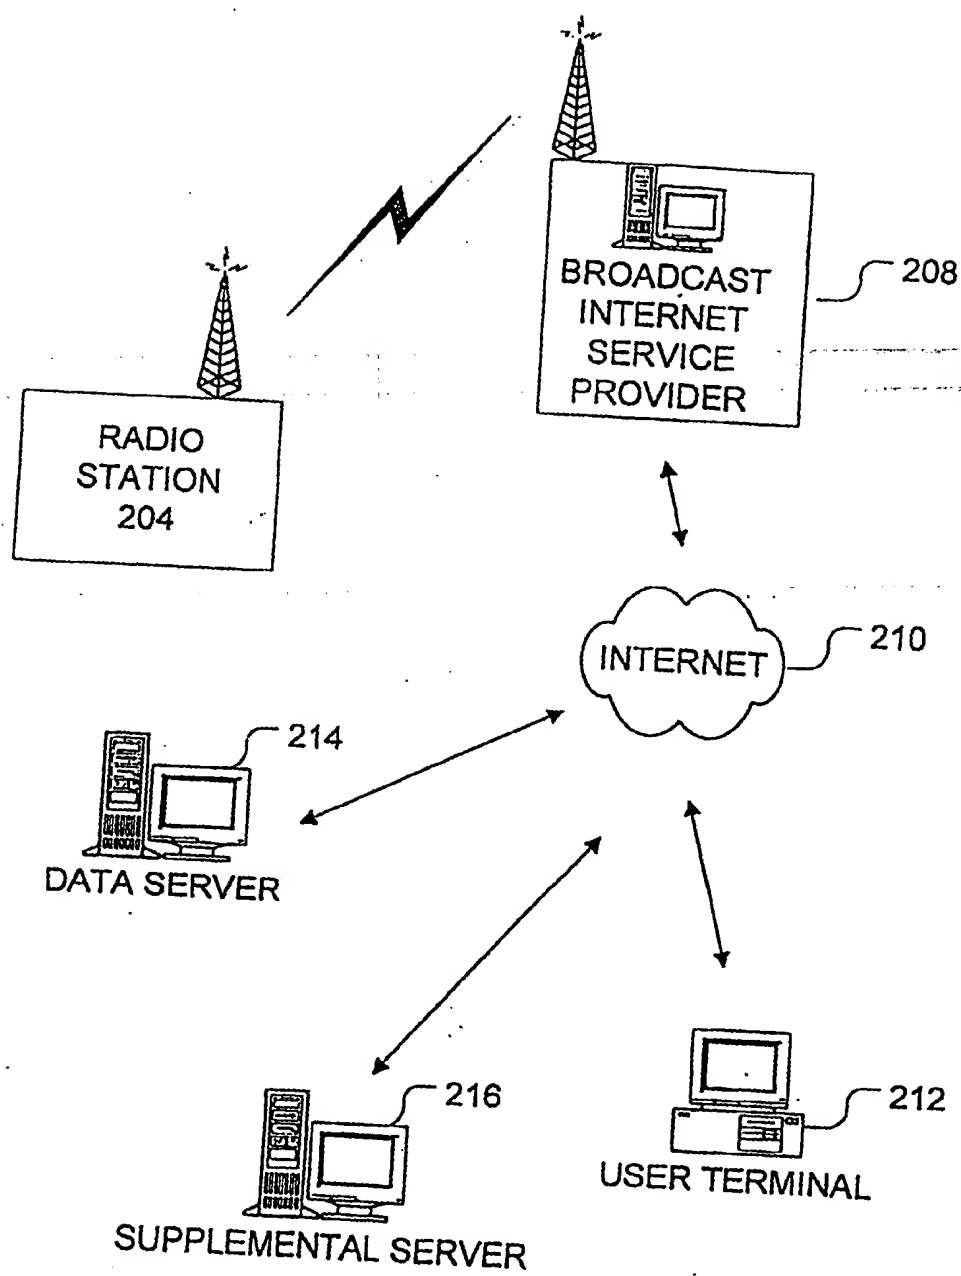 BROADCAST
INTERNET
SERVICE
PROVIDER
208
RADIO
STATION
204
INTERNET
210
214
DATA SERVER
216
SUPPLEMENTAL SERVER
212
USER TERMINAL